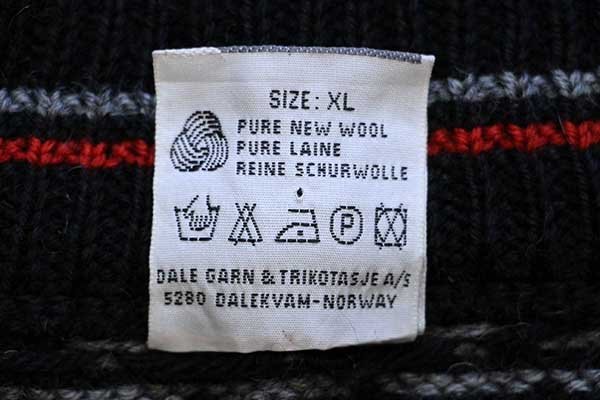 SIZE: XL
PURE NEW WOOL
PURE LAINE
REINE SCHURWOLLE
P
DALE GARN & TRIKOTASJE A/S
5280 DALEKVAM-NORWAY